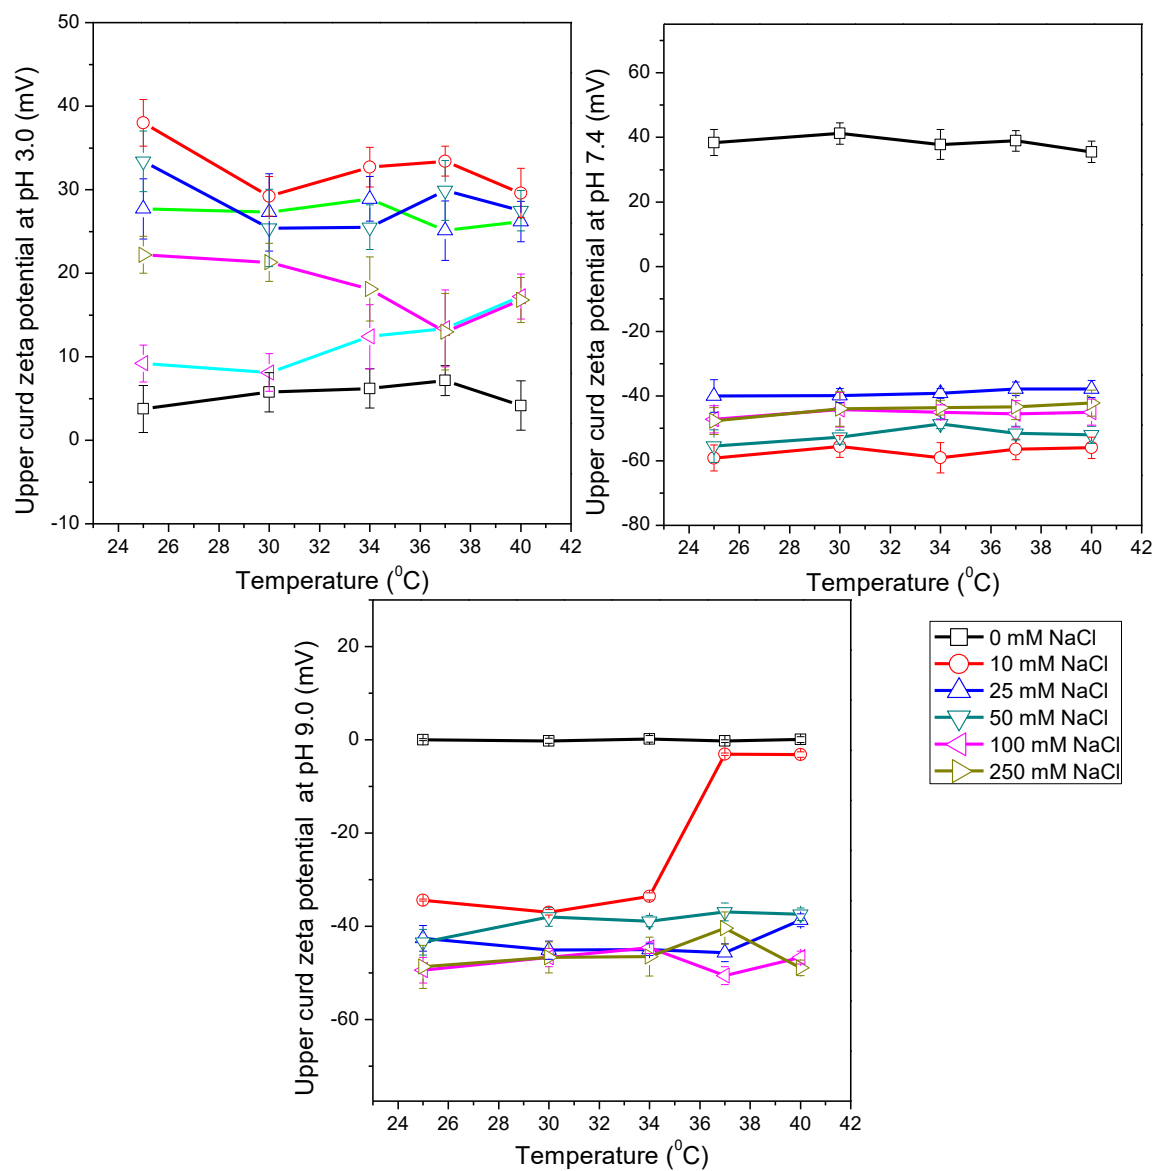 Upper curd zeta potential at pH 3.0 (mV)
50
40
30
20
10
0
-10
24 26 28 30 32 34 36 38 40 42
Temperature (⁰C)
Upper curd zeta potential at pH 7.4 (mV)
60
40
20
0
-20
-40
-60
-80
24 26 28 30 32 34 36 38 40 42
Temperature (⁰C)
Upper curd zeta potential at pH 9.0 (mV)
20
0
-20
-40
-60
24 26 28 30 32 34 36 38 40 42
Temperature (⁰C)
0 mM NaCl
10 mM NaCl
25 mM NaCl
50 mM NaCl
100 mM NaCl
250 mM NaCl